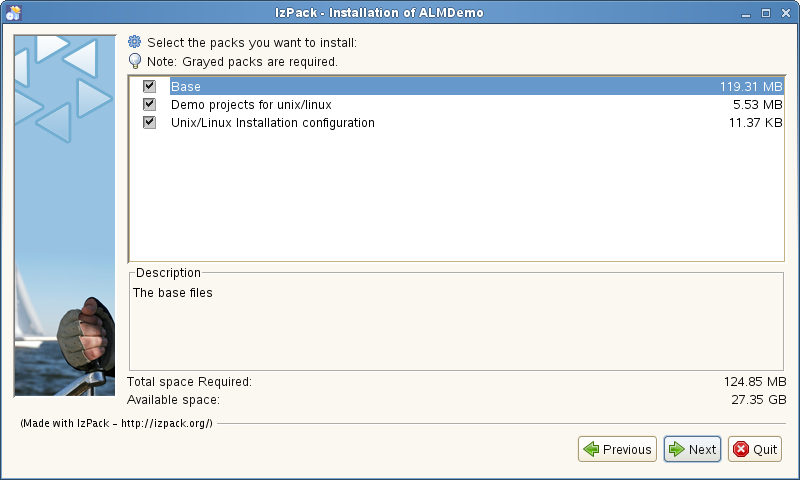 IzPack - Installation of ALMDemo
Select the packs you want to install:
Note: Grayed packs are required.
Base 119.31 MB
Demo projects for unix/linux 5.53 MB
Unix/Linux Installation configuration 11.37 KB
Description
The base files
Total space Required: 124.85 MB
Available space: 27.35 GB
(Made with IzPack - http://izpack.org/)
Previous Next Quit